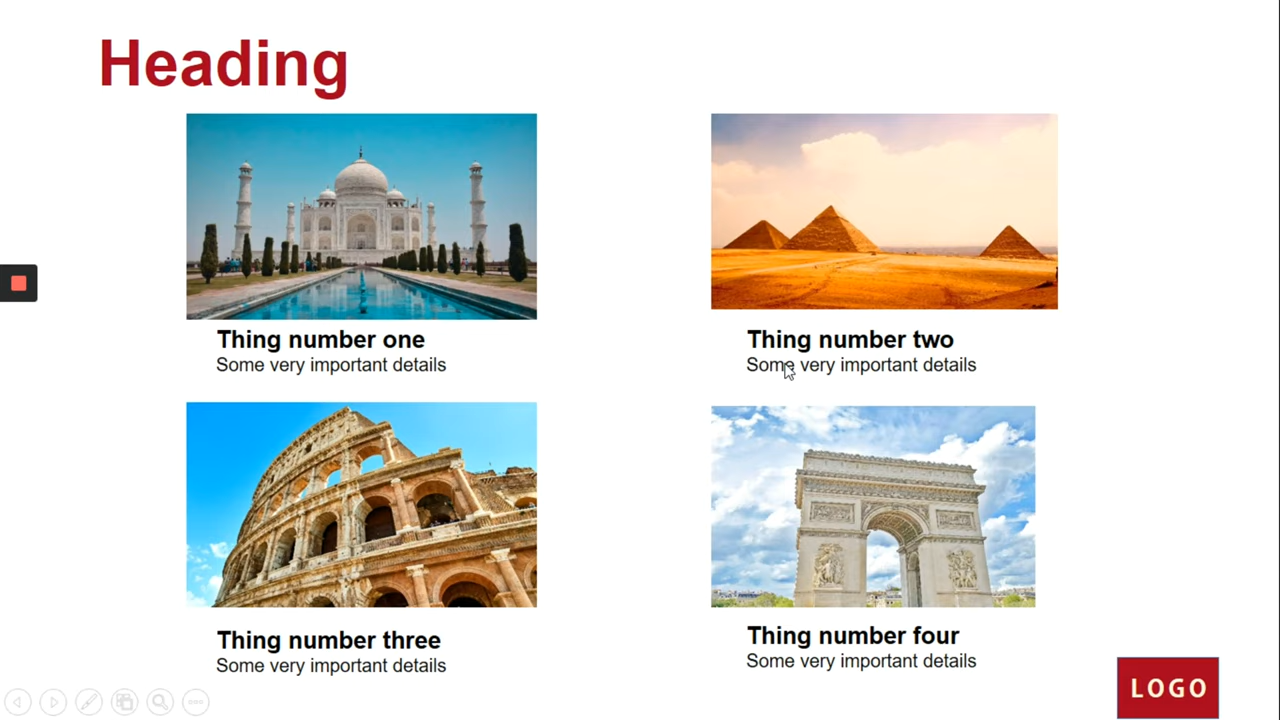 Heading
Thing number one
Some very important details
Thing number two
Some very important details
Thing number three
Some very important details
Thing number four
Some very important details
LOGO